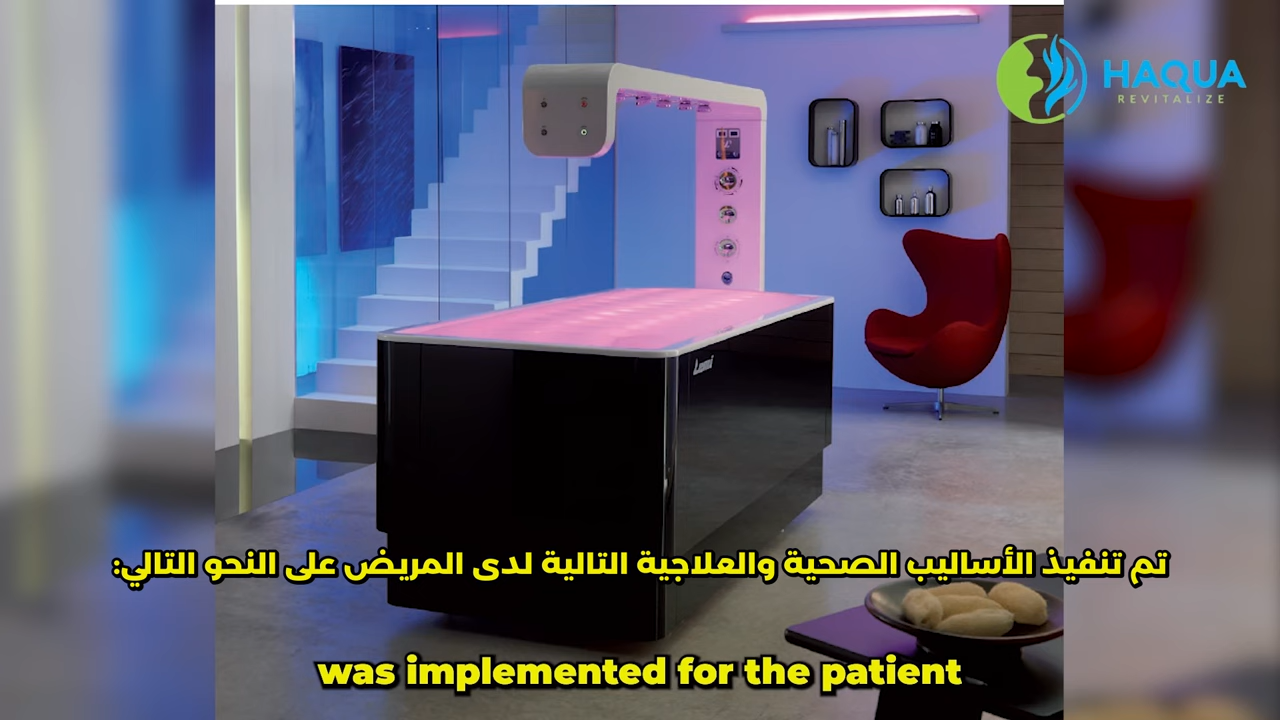 HAQUA
REVITALIZE
تم تنفيذ الأساليب الصحية والعلاجية التالية لدى المريض على النحو التالي:
was implemented for the patient